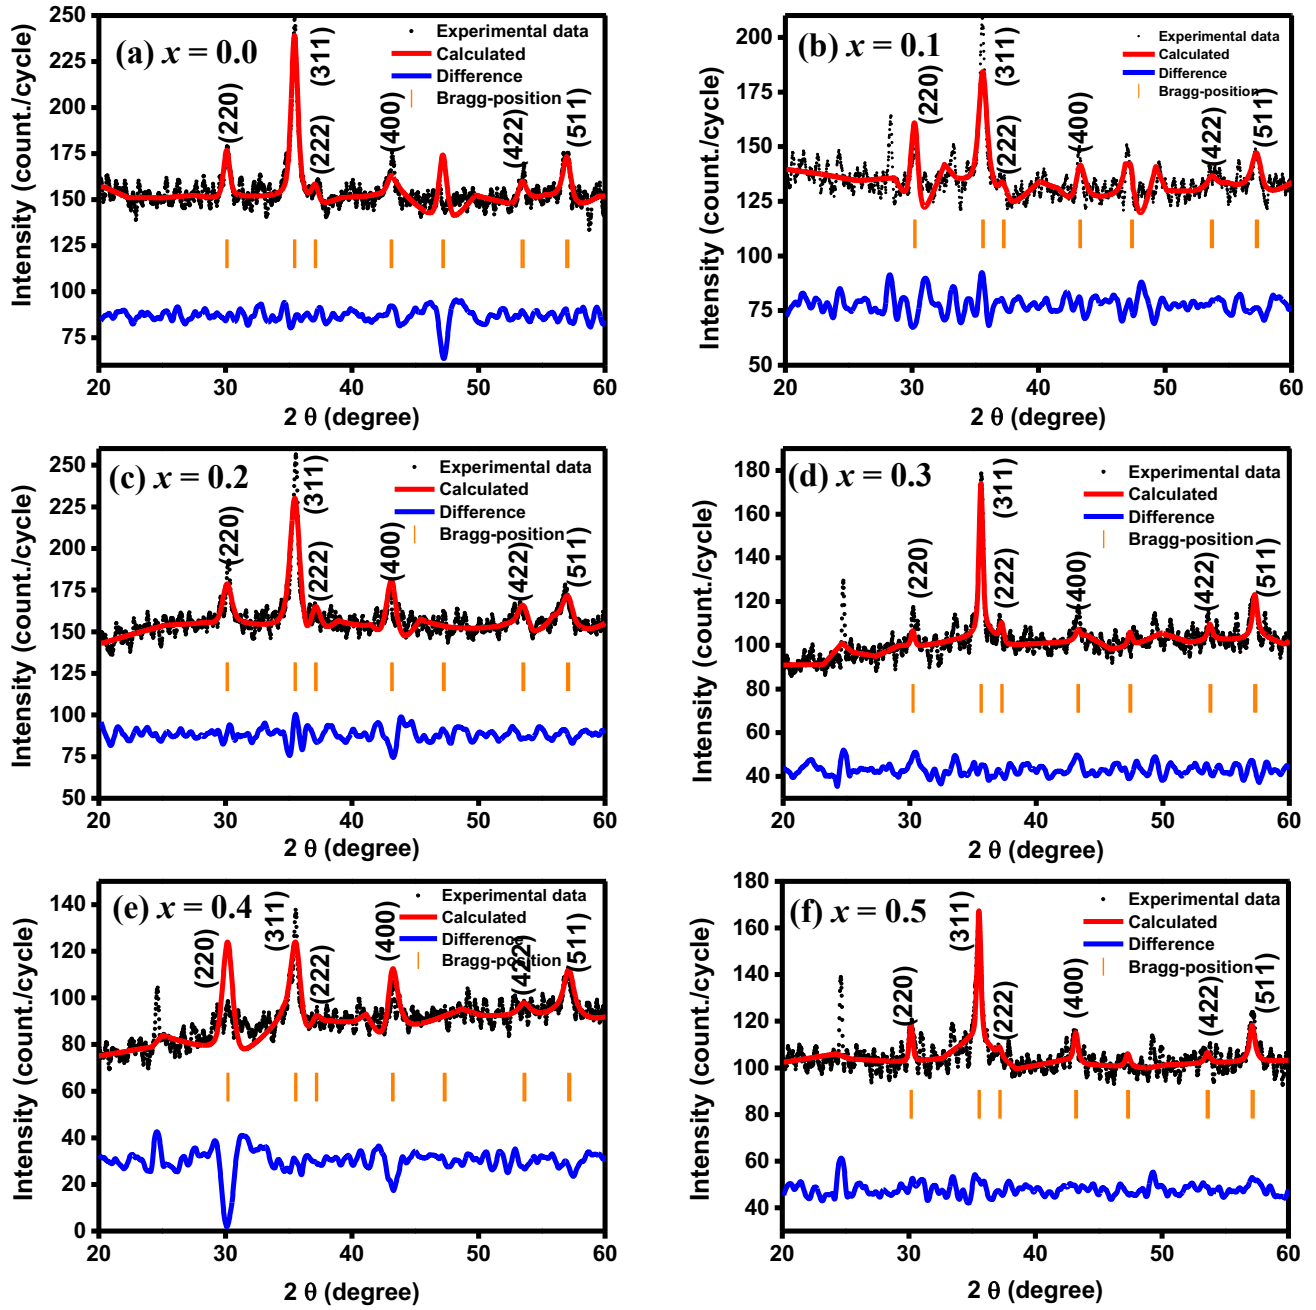 (a) x = 0.0
Experimental data
Calculated
Difference
Bragg-position
(220)
(311)
(222)
(400)
(422)
(511)
250
225
200
175
150
125
100
75
Intensity (count./cycle)
20 30 40 50 60
2 θ (degree)
(b) x = 0.1
Experimental data
Calculated
Difference
Bragg-position
(220)
(311)
(222)
(400)
(422)
(511)
200
175
150
125
100
75
50
Intensity (count./cycle)
20 30 40 50 60
2 θ (degree)
(c) x = 0.2
Experimental data
Calculated
Difference
Bragg-position
(220)
(311)
(222)
(400)
(422)
(511)
250
225
200
175
150
125
100
75
50
Intensity (count./cycle)
20 30 40 50 60
2 θ (degree)
(d) x = 0.3
Experimental data
Calculated
Difference
Bragg-position
(220)
(311)
(222)
(400)
(422)
(511)
180
160
140
120
100
80
60
40
Intensity (count./cycle)
20 30 40 50 60
2 θ (degree)
(e) x = 0.4
Experimental data
Calculated
Difference
Bragg-position
(220)
(311)
(222)
(400)
(422)
(511)
140
120
100
80
60
40
20
0
Intensity (count./cycle)
20 30 40 50 60
2 θ (degree)
(f) x = 0.5
Experimental data
Calculated
Difference
Bragg-position
(220)
(311)
(222)
(400)
(422)
(511)
180
160
140
120
100
80
60
40
Intensity (count./cycle)
20 30 40 50 60
2 θ (degree)